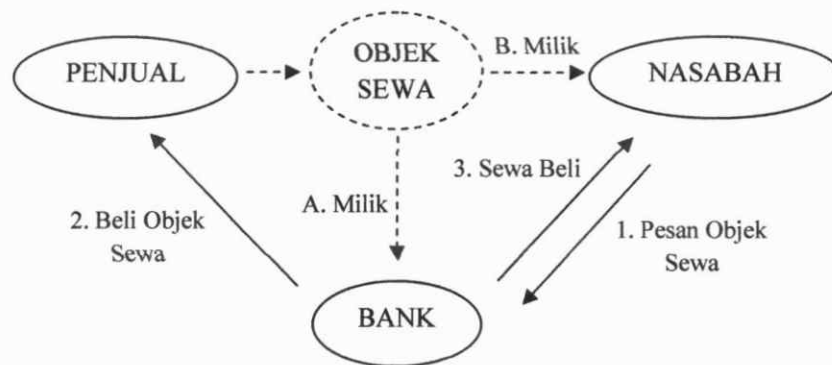 OBJEK
SEWA
B. Milik
PENJUAL
NASABAH
3. Sewa Beli
A. Milik
2. Beli Objek
Sewa
1. Pesan Objek
Sewa
BANK